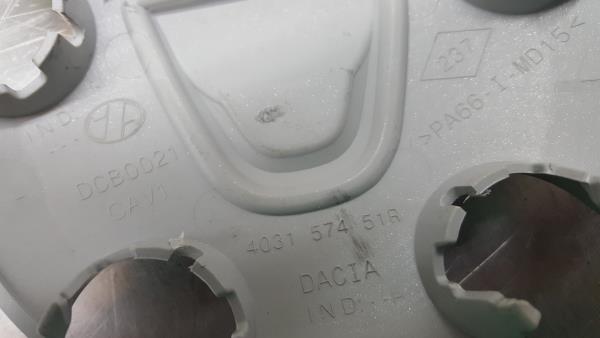 IND. ---
DCB0021
CAV1
237
>PA66-I-MD15<
4031 574 51R
DACIA
IND.---